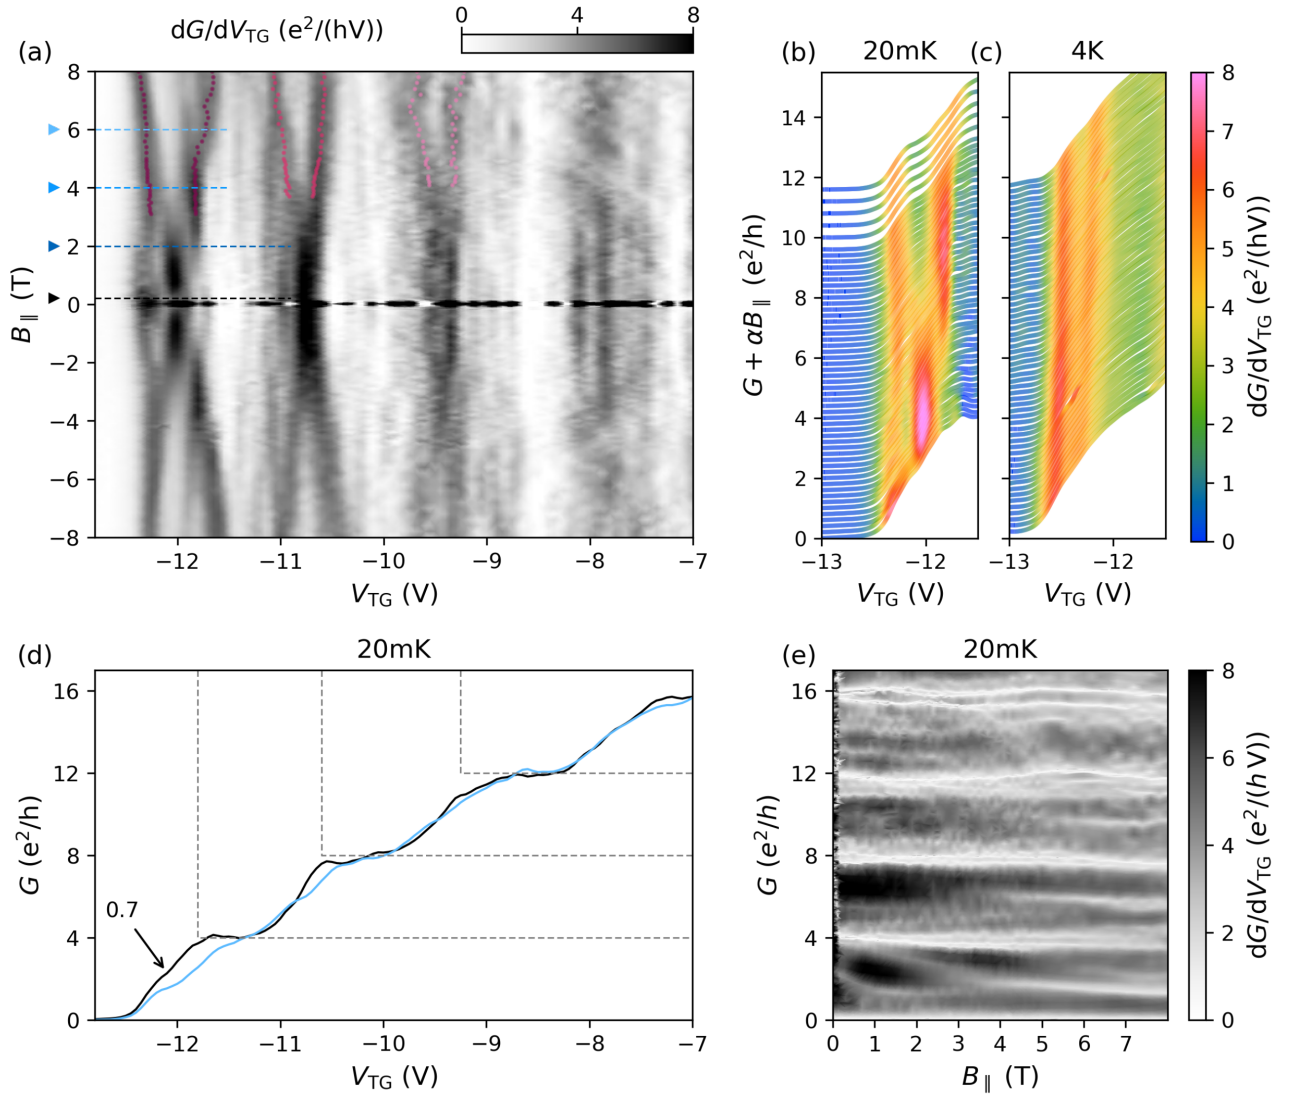 dG/dV_TG (e²/(hV))
0 4 8
(a)
8
6
4
2
0
−2
−4
−6
−8
B∥ (T)
−12 −11 −10 −9 −8 −7
V_TG (V)
(b) 20mK
14
12
10
8
6
4
2
0
G + αB∥ (e²/h)
−13 −12
V_TG (V)
(c) 4K
−13 −12
V_TG (V)
8
7
6
5
4
3
2
1
0
dG/dV_TG (e²/(hV))
(d) 20mK
16
12
8
4
0
G (e²/h)
0.7
−12 −11 −10 −9 −8 −7
V_TG (V)
(e) 20mK
16
12
8
4
0
G (e²/h)
0 1 2 3 4 5 6 7
B∥ (T)
8
6
4
2
0
dG/dV_TG (e²/(h V))